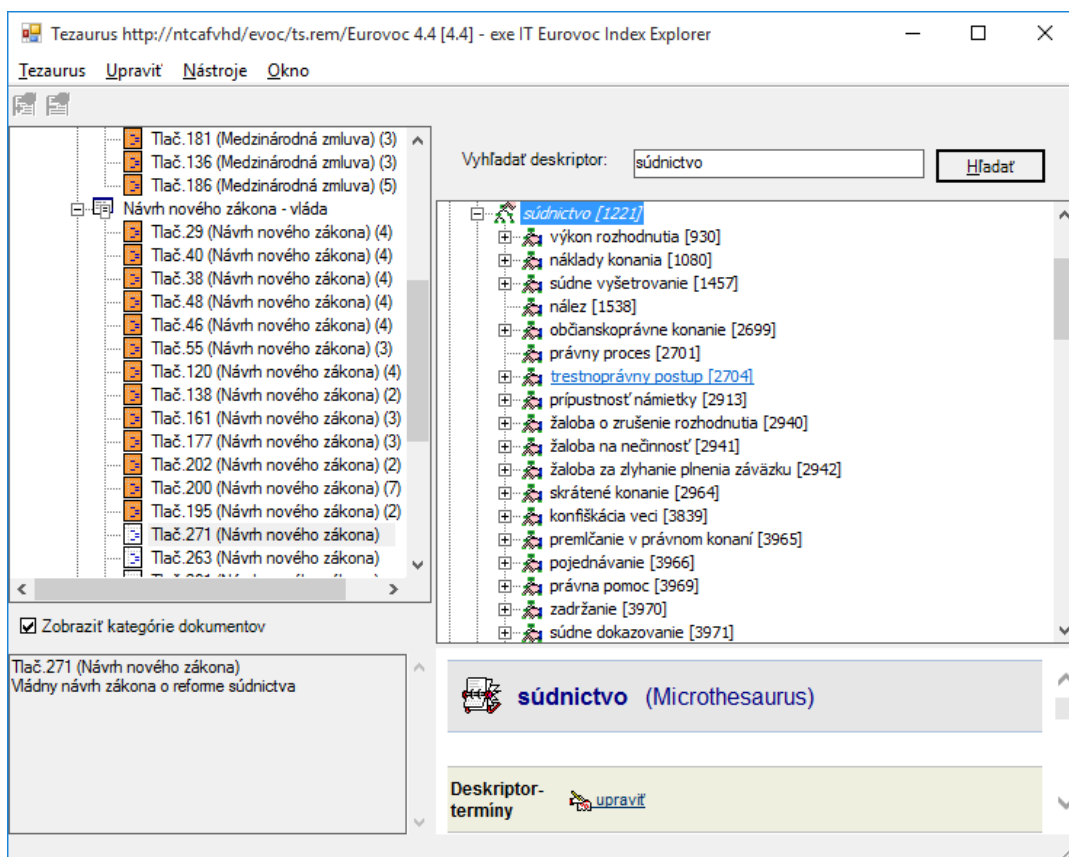 Tezaurus http://ntcafvhd/evoc/ts.rem/Eurovoc 4.4 [4.4] - exe IT Eurovoc Index Explorer
Tezaurus Upraviť Nástroje Okno
Tlač.181 (Medzinárodná zmluva) (3)
Tlač.136 (Medzinárodná zmluva) (3)
Tlač.186 (Medzinárodná zmluva) (5)
Návrh nového zákona - vláda
Tlač.29 (Návrh nového zákona) (4)
Tlač.40 (Návrh nového zákona) (4)
Tlač.38 (Návrh nového zákona) (4)
Tlač.48 (Návrh nového zákona) (4)
Tlač.46 (Návrh nového zákona) (4)
Tlač.55 (Návrh nového zákona) (3)
Tlač.120 (Návrh nového zákona) (4)
Tlač.138 (Návrh nového zákona) (2)
Tlač.161 (Návrh nového zákona) (3)
Tlač.177 (Návrh nového zákona) (3)
Tlač.202 (Návrh nového zákona) (2)
Tlač.200 (Návrh nového zákona) (7)
Tlač.195 (Návrh nového zákona) (2)
Tlač.271 (Návrh nového zákona)
Tlač.263 (Návrh nového zákona)
Zobraziť kategórie dokumentov
Tlač.271 (Návrh nového zákona)
Vládny návrh zákona o reforme súdnictva
Vyhľadať deskriptor: súdnictvo Hľadať
súdnictvo [1221]
výkon rozhodnutia [930]
náklady konania [1080]
súdne vyšetrovanie [1457]
nález [1538]
občianskoprávne konanie [2699]
právny proces [2701]
trestnoprávny postup [2704]
prípustnosť námietky [2913]
žaloba o zrušenie rozhodnutia [2940]
žaloba na nečinnosť [2941]
žaloba za zlyhanie plnenia záväzku [2942]
skrátené konanie [2964]
konfiškácia veci [3839]
premlčanie v právnom konaní [3965]
pojednávanie [3966]
právna pomoc [3969]
zadržanie [3970]
súdne dokazovanie [3971]
súdnictvo (Microthesaurus)
Deskriptor-
termíny
upraviť